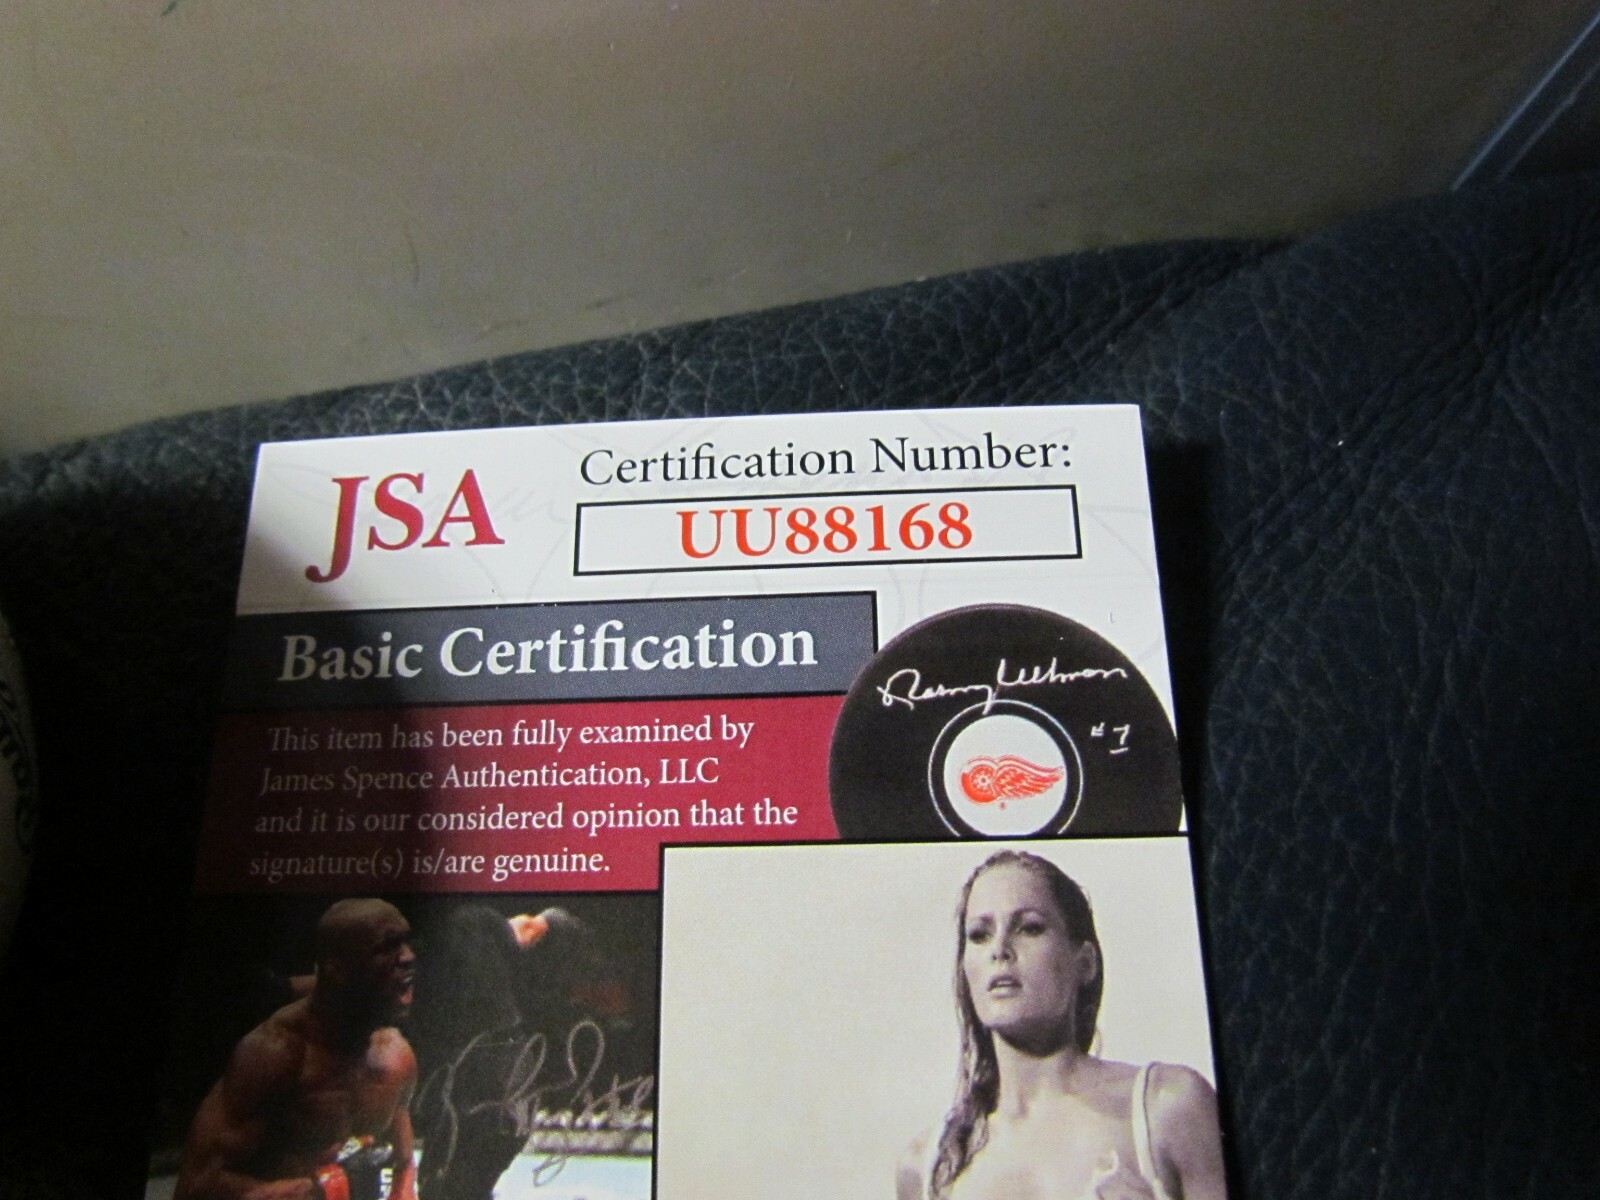 JSA
Certification Number:
UU88168
Basic Certification
This item has been fully examined by
James Spence Authentication, LLC
and it is our considered opinion that the
signature(s) is/are genuine.
#7